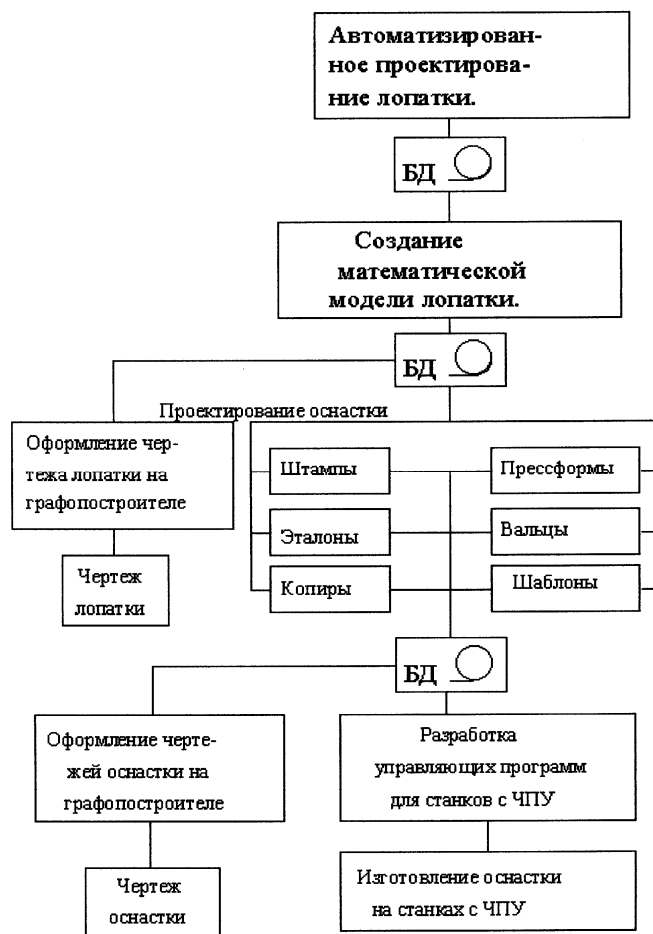 Автоматизирован-
ное проектирова-
ние лопатки.
БД
Создание
математической
модели лопатки.
БД
Проектирование оснастки
Оформление чер-
тежа лопатки на
графопостроителе
Чертеж
лопатки
Штампы
Прессформы
Эталоны
Вальцы
Копиры
Шаблоны
БД
Оформление черте-
жей оснастки на
графопостроителе
Чертеж
оснастки
Разработка
управляющих программ
для станков с ЧПУ
Изготовление оснастки
на станках с ЧПУ